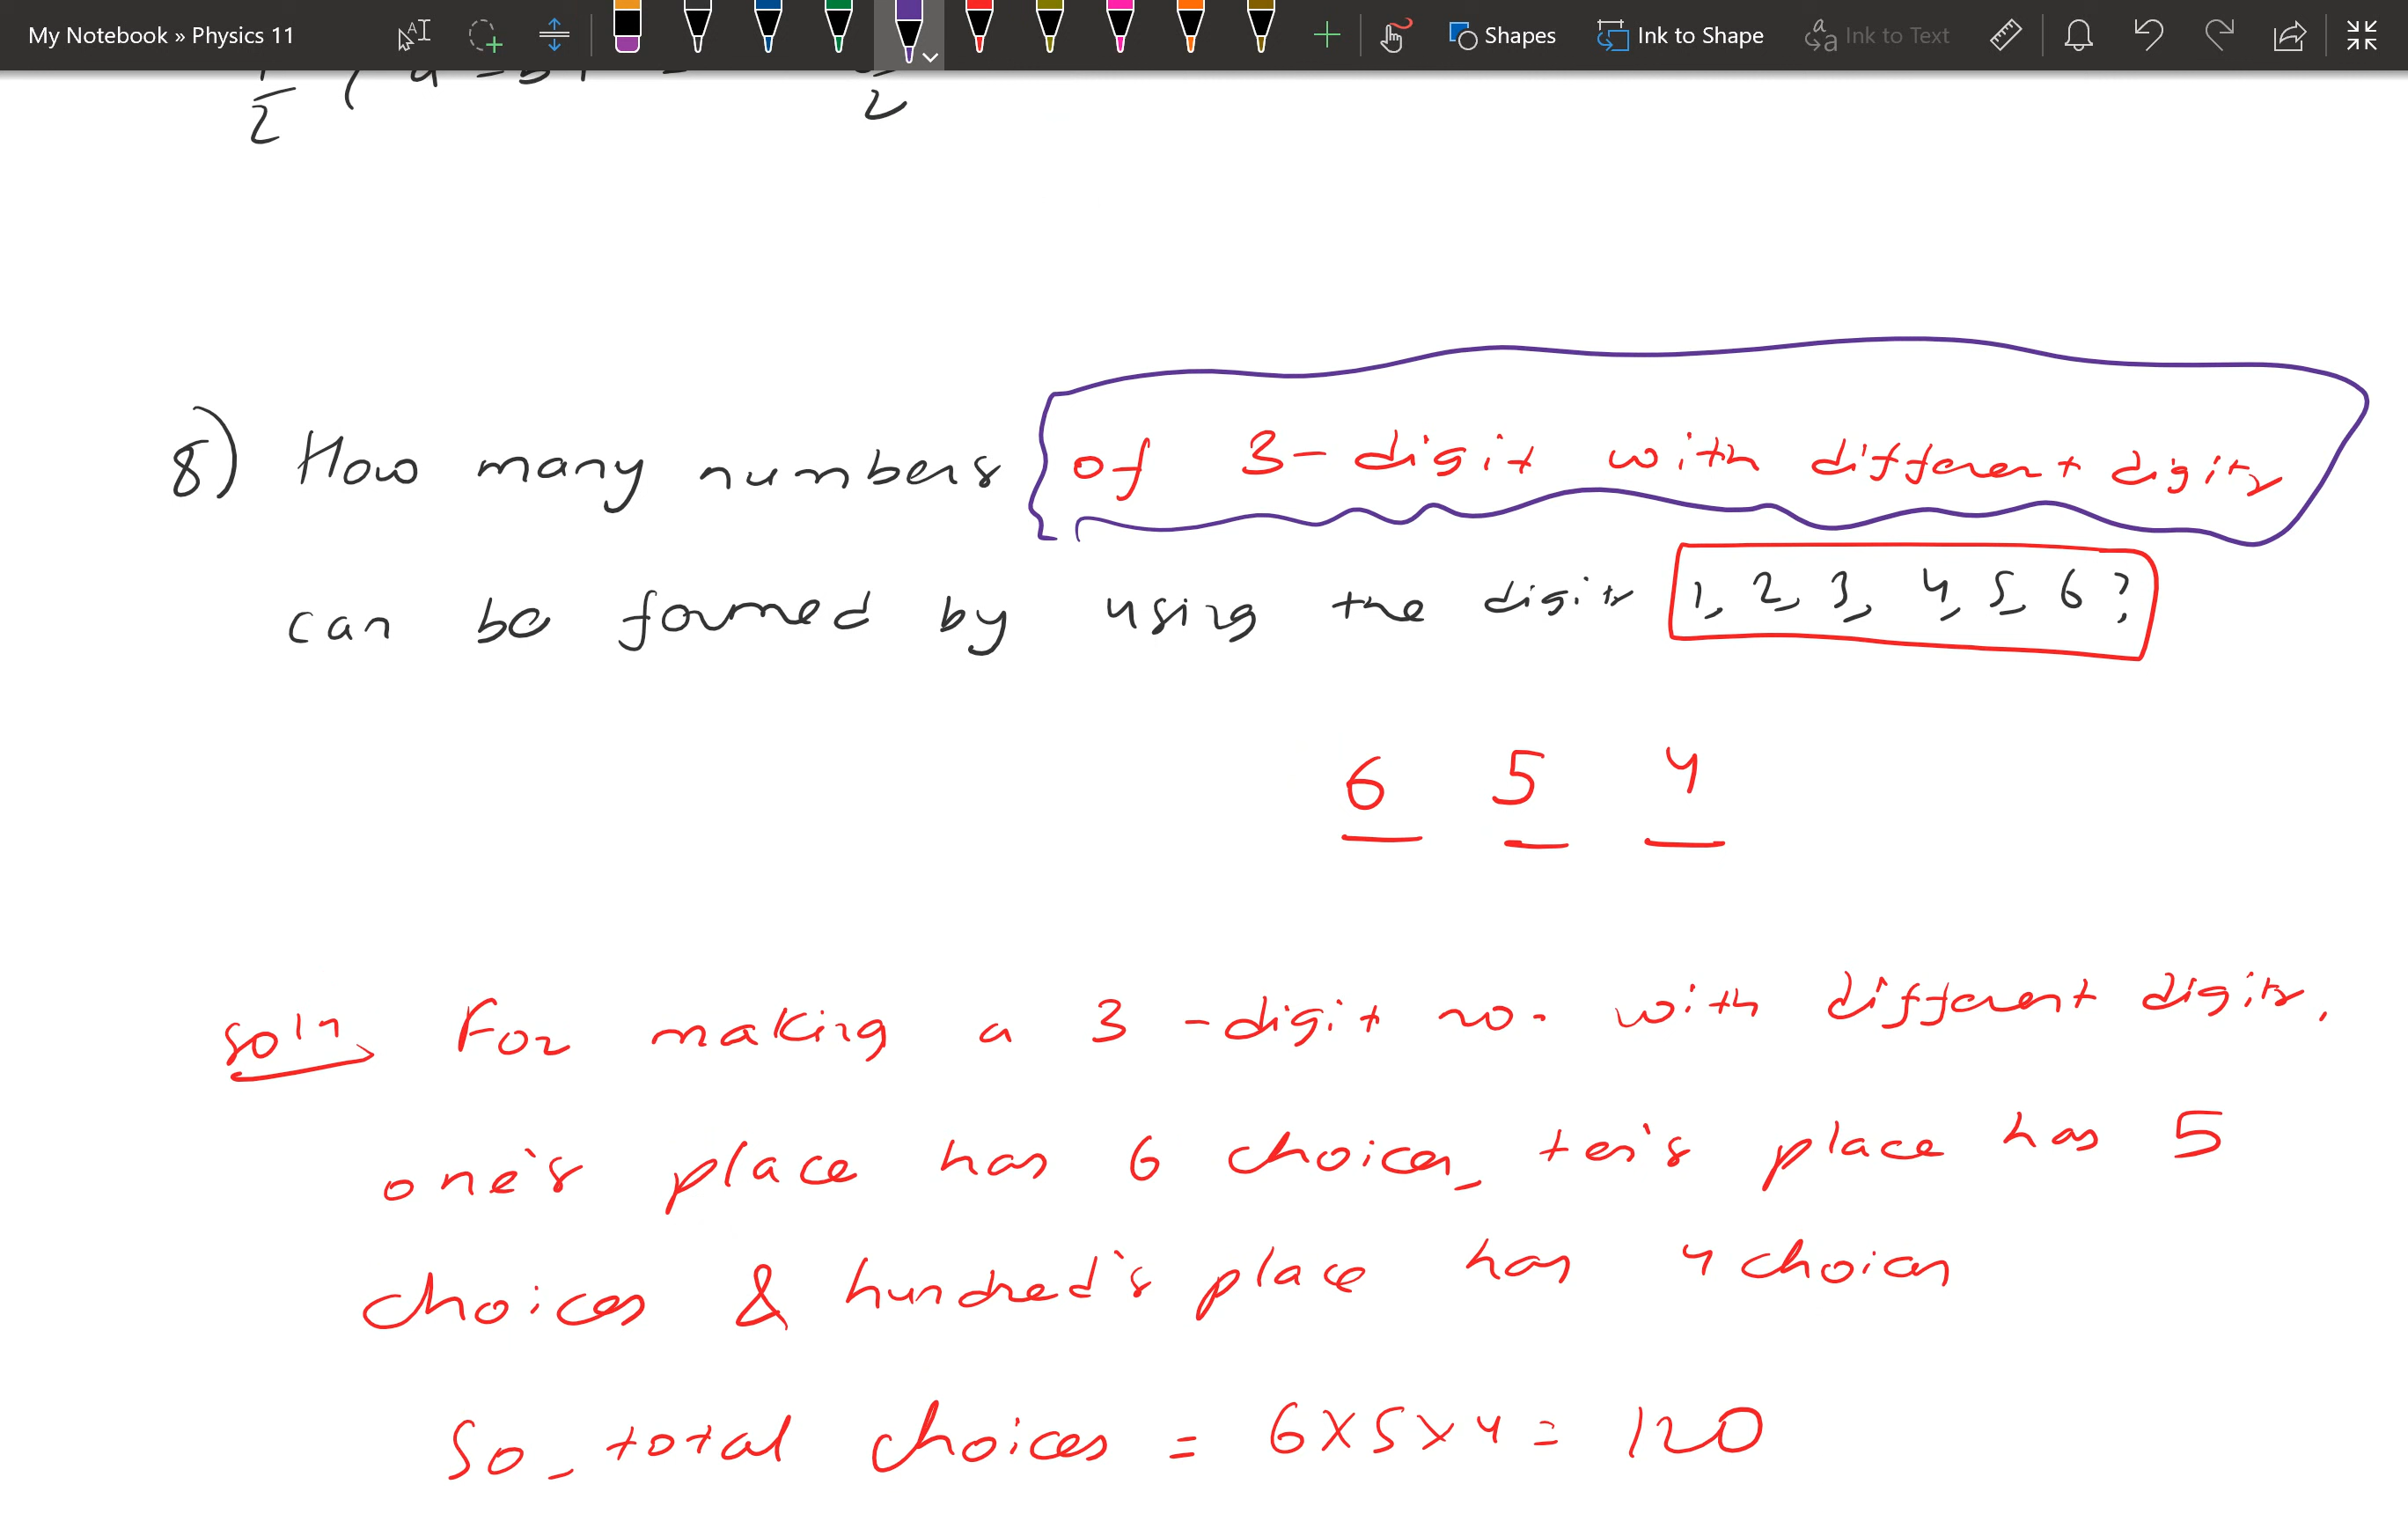 My Notebook » Physics 11 Shapes Ink to Shape Ink to Text
2 2
8) How many numbers of 3-digit with different digits
can be formed by using the digits 1, 2, 3, 4, 5, 6 ?
6 5 4
Soln For making a 3-digit no. with different digits,
one's place has 6 choices, ten's place has 5
choices & hundred's place has 4 choices
So, total choices = 6×5×4 = 120